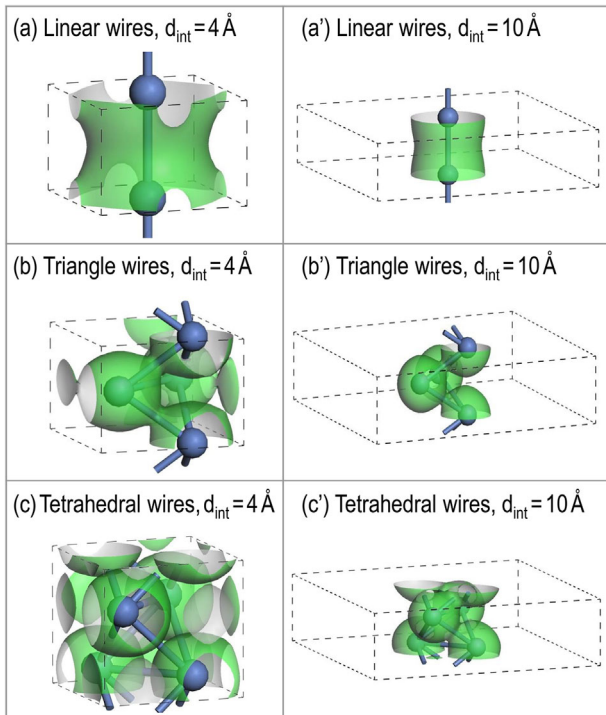 (a) Linear wires, d_int = 4 Å
(a’) Linear wires, d_int = 10 Å
(b) Triangle wires, d_int = 4 Å
(b’) Triangle wires, d_int = 10 Å
(c) Tetrahedral wires, d_int = 4 Å
(c’) Tetrahedral wires, d_int = 10 Å